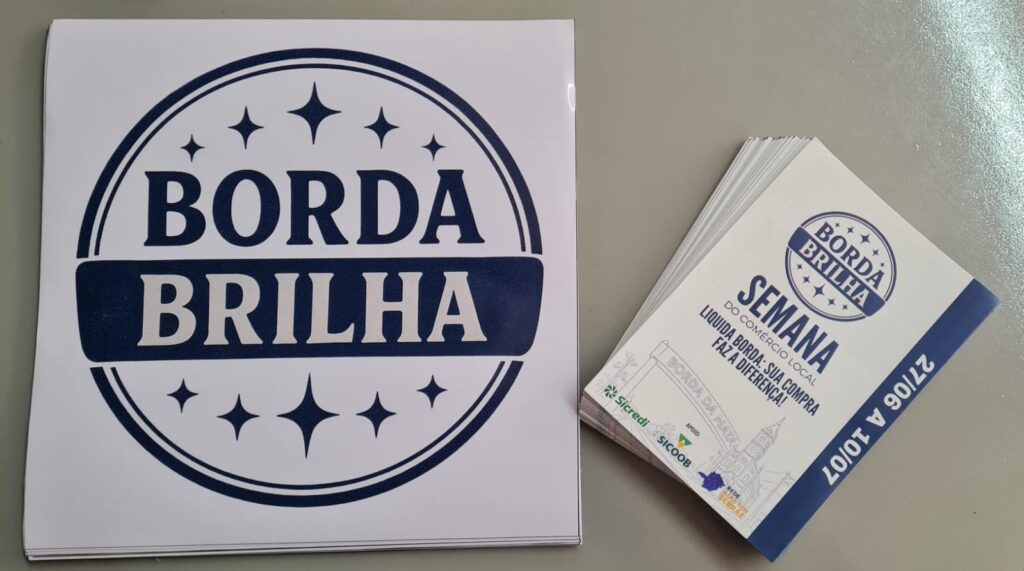 BORDA
BRILHA
BORDA
BRILHA
SEMANA
DO COMÉRCIO LOCAL
LIQUIDA BORDA: SUA COMPRA
FAZ A DIFERENÇA!
BORDA DA MATA
APOIO
Sicredi
SICOOB
27/06 A 10/07